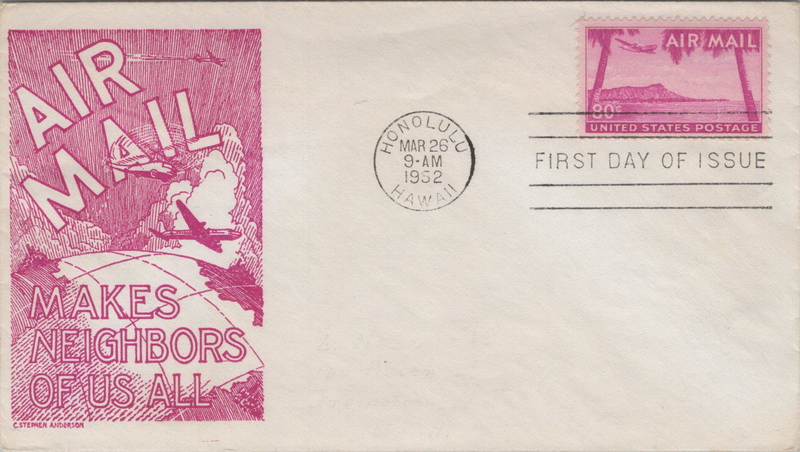 AIR
MAIL
MAKES
NEIGHBORS
OF US ALL
C. STEPHEN ANDERSON
HONOLULU
MAR 26
9-AM
1952
HAWAII
AIR MAIL
80¢
UNITED STATES POSTAGE
FIRST DAY OF ISSUE